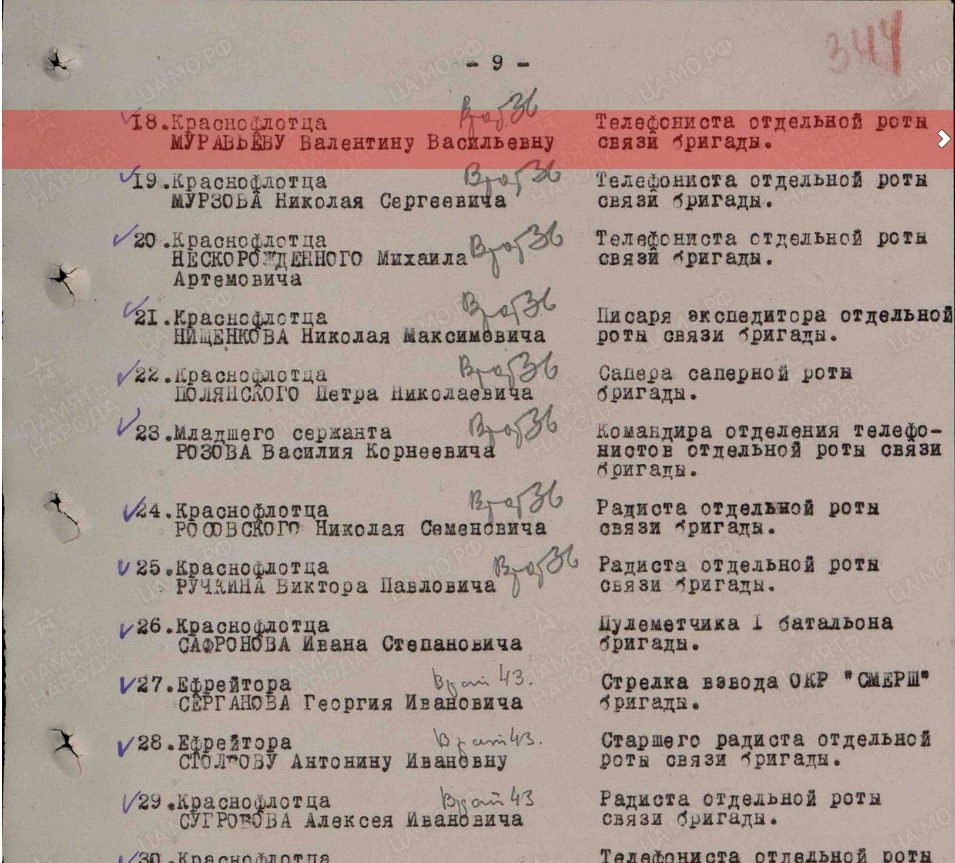 - 9 -
344
18.Краснофлотца
МУРАВЬЕВУ Валентину Васильевну
Телефониста отдельной роты
связи бригады.
19.Краснофлотца
МУРЗОВА Николая Сергеевича
Телефониста отдельной роты
связи бригады.
20.Краснофлотца
НЕСКОРОЖДЕННОГО Михаила
Артемовича
Телефониста отдельной роты
связи бригады.
21.Краснофлотца
НИЩЕНКОВА Николая Максимовича
Писаря экспедитора отдельной
роты связи бригады.
22.Краснофлотца
ПОЛЯНСКОГО Петра Николаевича
Сапера саперной роты
бригады.
23.Младшего сержанта
РОЗОВА Василия Корнеевича
Командира отделения телефо-
нистов отдельной роты связи
бригады.
24.Краснофлотца
РОСОВСКОГО Николая Семеновича
Радиста отдельной роты
связи бригады.
25.Краснофлотца
РУЧКИНА Виктора Павловича
Радиста отдельной роты
связи бригады.
26.Краснофлотца
САФРОНОВА Ивана Степановича
Пулеметчика I батальона
бригады.
27.Ефрейтора
СЕРГАНОВА Георгия Ивановича
Стрелка взвода ОКР "СМЕРШ"
бригады.
28.Ефрейтора
СТОЛРОВУ Антонину Ивановну
Старшего радиста отдельной
роты связи бригады.
29.Краснофлотца
СУГРОБОВА Алексея Ивановича
Радиста отдельной роты
связи бригады.
30.Краснофлотца
Телефониста отдельной роты